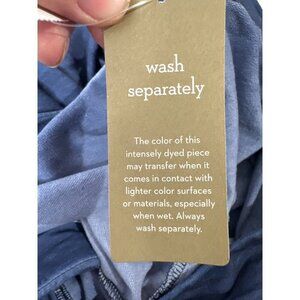 wash
separately
The color of this
intensely dyed piece
may transfer when it
comes in contact with
lighter color surfaces
or materials, especially
when wet. Always
wash separately.